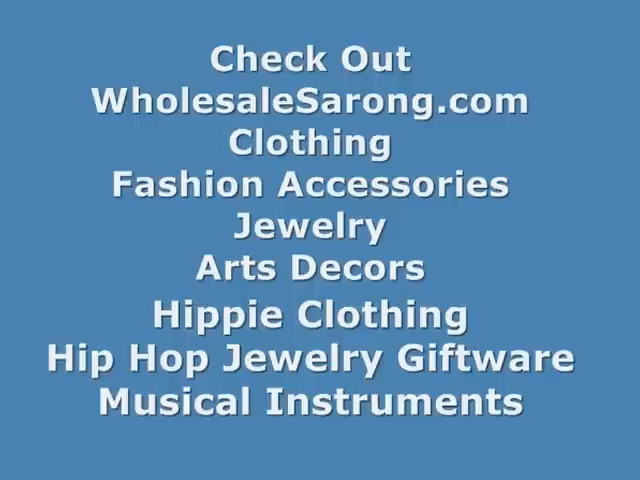 Check Out
WholesaleSarong.com
Clothing
Fashion Accessories
Jewelry
Arts Decors
Hippie Clothing
Hip Hop Jewelry Giftware
Musical Instruments